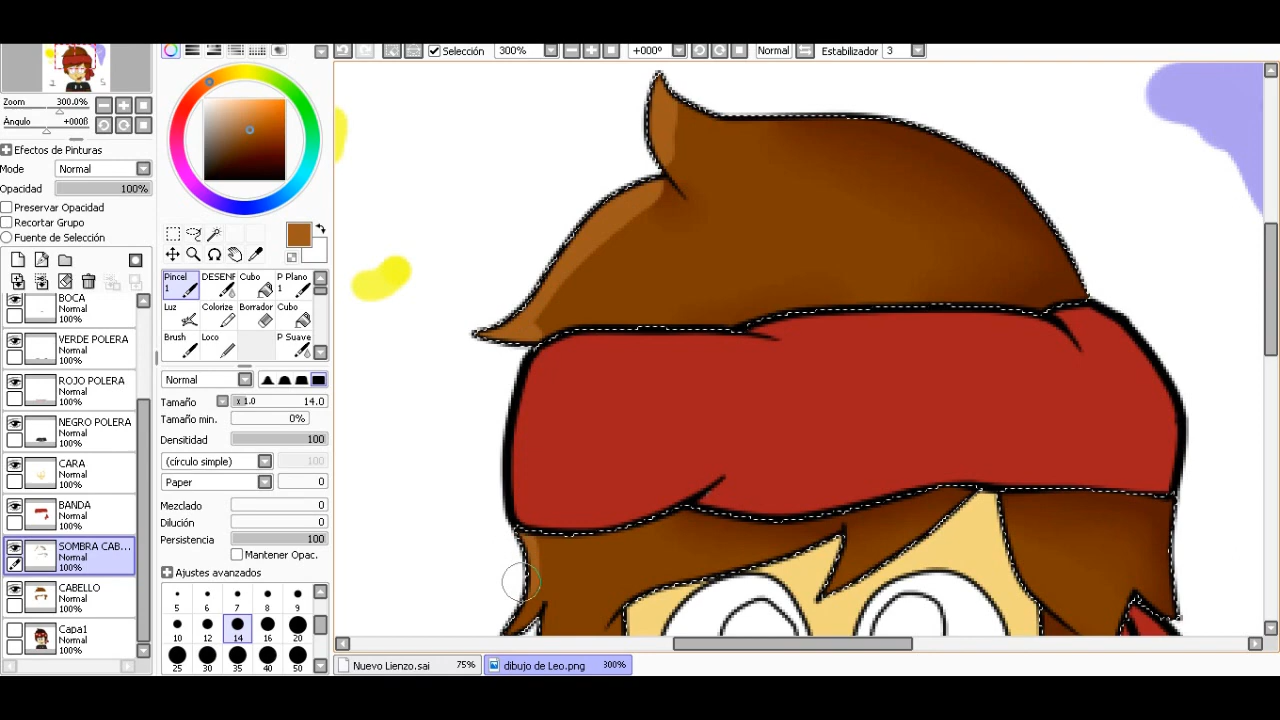 Selección 300% +000º Normal Estabilizador 3
Zoom 300.0%
Ángulo +000ß
Efectos de Pinturas
Mode Normal
Opacidad 100%
Preservar Opacidad
Recortar Grupo
Fuente de Selección
BOCA
Normal
100%
VERDE POLERA
Normal
100%
ROJO POLERA
Normal
100%
NEGRO POLERA
Normal
100%
CARA
Normal
100%
BANDA
Normal
100%
SOMBRA CAB...
Normal
100%
CABELLO
Normal
100%
Capa1
Normal
100%
Pincel 1 DESENF Cubo P Plano 1
Luz Colorize Borrador Cubo
Brush Loco P Suave
Normal
Tamaño x 1.0 14.0
Tamaño min. 0%
Densitidad 100
(círculo simple) 100
Paper 0
Mezclado 0
Dilución 0
Persistencia 100
Mantener Opac.
Ajustes avanzados
5 6 7 8 9
10 12 14 16 20
25 30 35 40 50
Nuevo Lienzo.sai 75% dibujo de Leo.png 300%